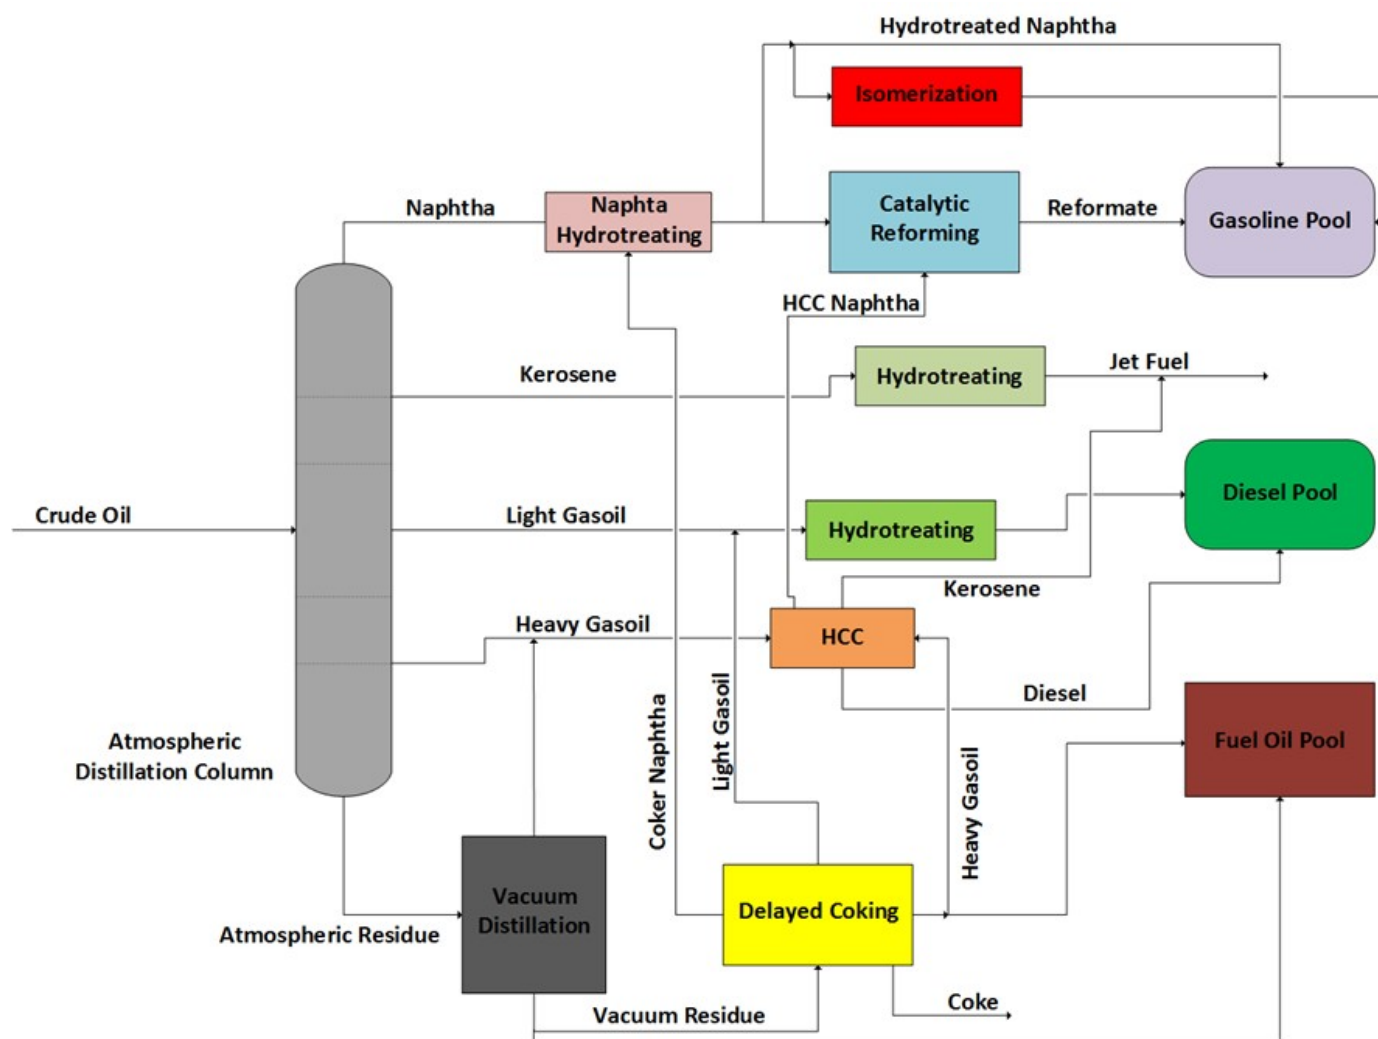 Hydrotreated Naphtha
Isomerization
Naphtha
Naphta
Hydrotreating
Catalytic
Reforming
Reformate
Gasoline Pool
HCC Naphtha
Kerosene
Hydrotreating
Jet Fuel
Crude Oil
Light Gasoil
Hydrotreating
Diesel Pool
Kerosene
Heavy Gasoil
HCC
Diesel
Fuel Oil Pool
Atmospheric
Distillation Column
Coker Naphtha
Light Gasoil
Heavy Gasoil
Vacuum
Distillation
Delayed Coking
Atmospheric Residue
Coke
Vacuum Residue